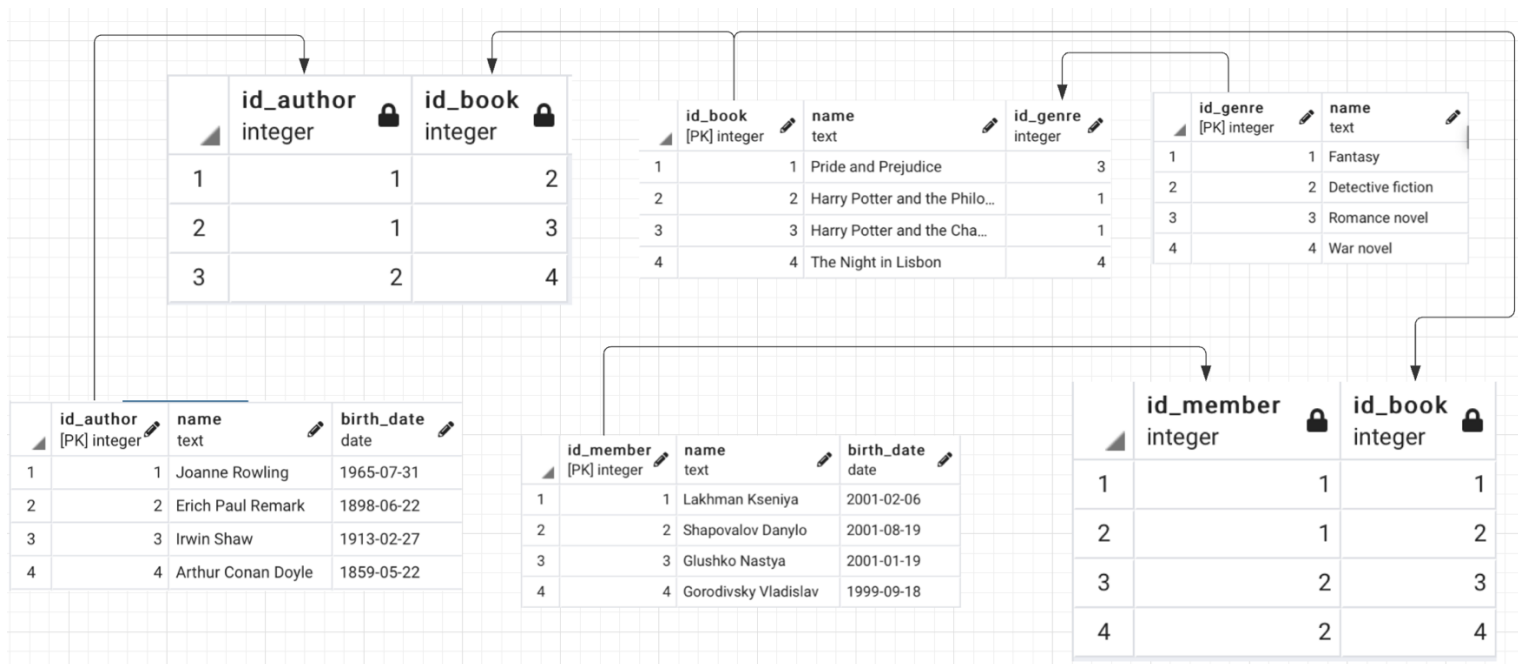 id_author id_book
integer integer
1 1 2
2 1 3
3 2 4
id_book name id_genre
[PK] integer text integer
1 1 Pride and Prejudice 3
2 2 Harry Potter and the Philo... 1
3 3 Harry Potter and the Cha... 1
4 4 The Night in Lisbon 4
id_genre name
[PK] integer text
1 1 Fantasy
2 2 Detective fiction
3 3 Romance novel
4 4 War novel
id_author name birth_date
[PK] integer text date
1 1 Joanne Rowling 1965-07-31
2 2 Erich Paul Remark 1898-06-22
3 3 Irwin Shaw 1913-02-27
4 4 Arthur Conan Doyle 1859-05-22
id_member name birth_date
[PK] integer text date
1 1 Lakhman Kseniya 2001-02-06
2 2 Shapovalov Danylo 2001-08-19
3 3 Glushko Nastya 2001-01-19
4 4 Gorodivsky Vladislav 1999-09-18
id_member id_book
integer integer
1 1 1
2 1 2
3 2 3
4 2 4